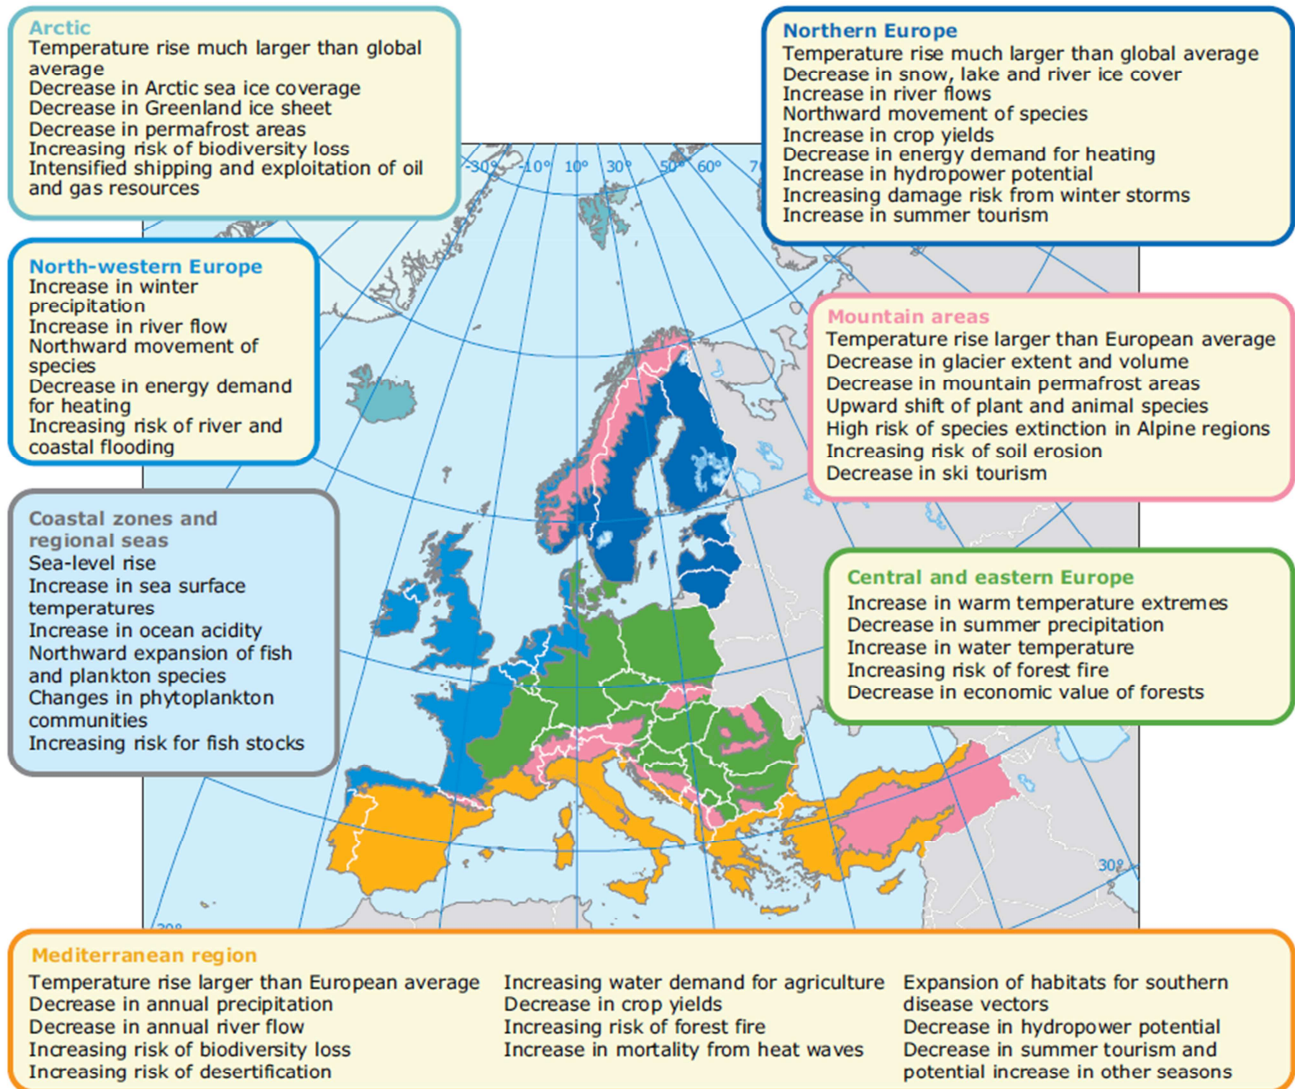 Arctic
Temperature rise much larger than global
average
Decrease in Arctic sea ice coverage
Decrease in Greenland ice sheet
Decrease in permafrost areas
Increasing risk of biodiversity loss
Intensified shipping and exploitation of oil
and gas resources
Northern Europe
Temperature rise much larger than global average
Decrease in snow, lake and river ice cover
Increase in river flows
Northward movement of species
Increase in crop yields
Decrease in energy demand for heating
Increase in hydropower potential
Increasing damage risk from winter storms
Increase in summer tourism
-30°
-10°
10°
30°
50°
60°
North-western Europe
Increase in winter
precipitation
Increase in river flow
Northward movement of
species
Decrease in energy demand
for heating
Increasing risk of river and
coastal flooding
Mountain areas
Temperature rise larger than European average
Decrease in glacier extent and volume
Decrease in mountain permafrost areas
Upward shift of plant and animal species
High risk of species extinction in Alpine regions
Increasing risk of soil erosion
Decrease in ski tourism
Coastal zones and
regional seas
Sea-level rise
Increase in sea surface
temperatures
Increase in ocean acidity
Northward expansion of fish
and plankton species
Changes in phytoplankton
communities
Increasing risk for fish stocks
Central and eastern Europe
Increase in warm temperature extremes
Decrease in summer precipitation
Increase in water temperature
Increasing risk of forest fire
Decrease in economic value of forests
30°
Mediterranean region
Temperature rise larger than European average
Decrease in annual precipitation
Decrease in annual river flow
Increasing risk of biodiversity loss
Increasing risk of desertification
Increasing water demand for agriculture
Decrease in crop yields
Increasing risk of forest fire
Increase in mortality from heat waves
Expansion of habitats for southern
disease vectors
Decrease in hydropower potential
Decrease in summer tourism and
potential increase in other seasons